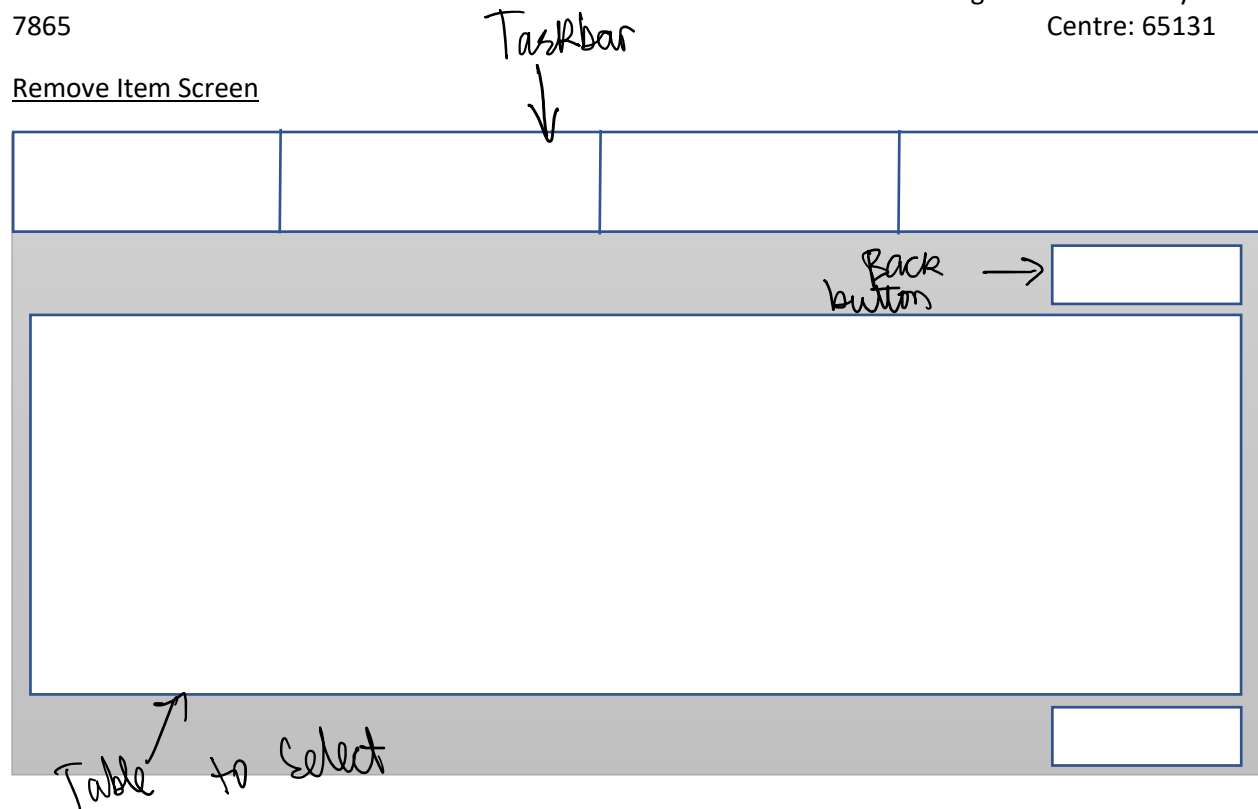 7865
Centre: 65131
Taskbar
Remove Item Screen
Back
button
Table to Select